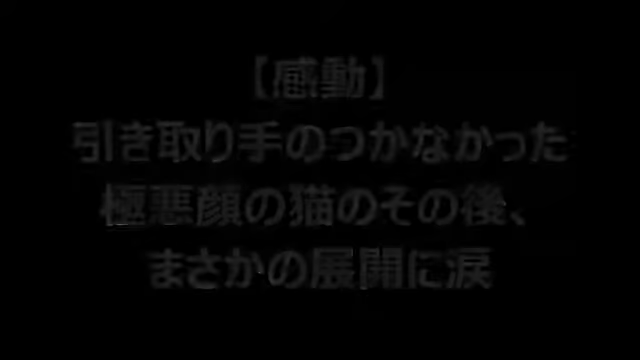 【感動】
引き取り手のつかなかった
極悪顔の猫のその後、
まさかの展開に涙